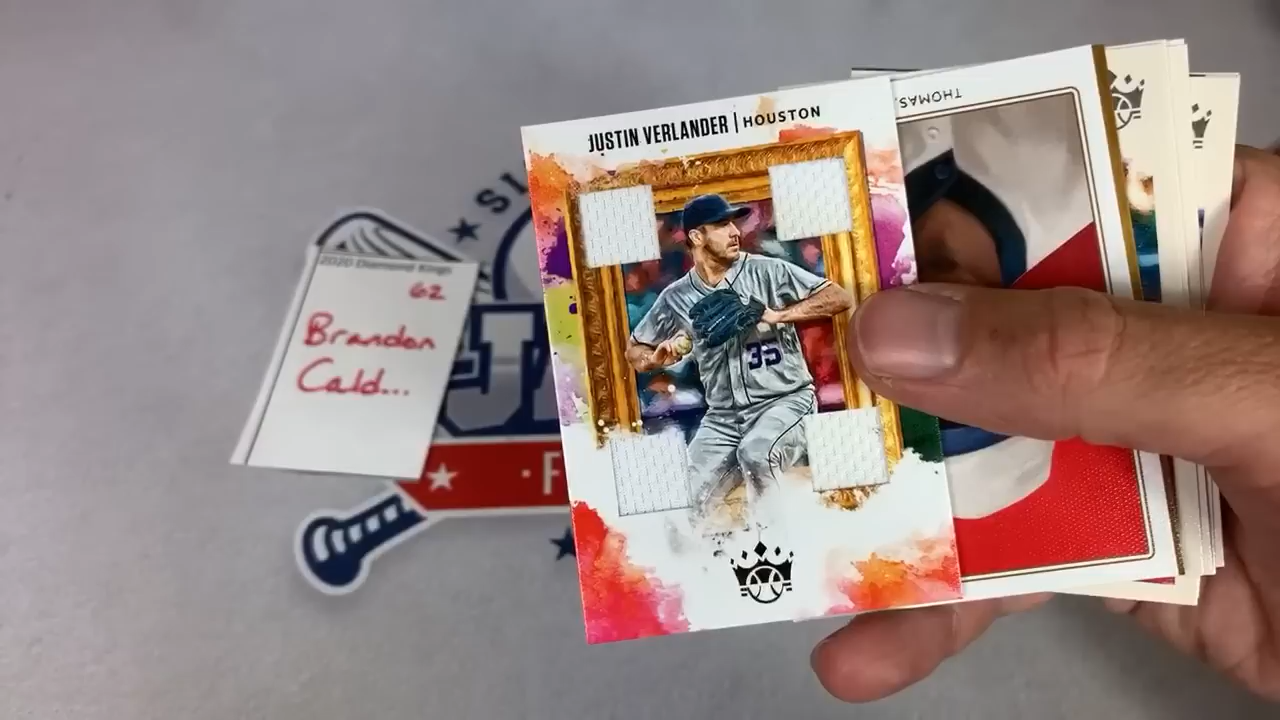 JUSTIN VERLANDER | HOUSTON
THOMAS
2020 Diamond Kings
62
Brandon
Cald...
35